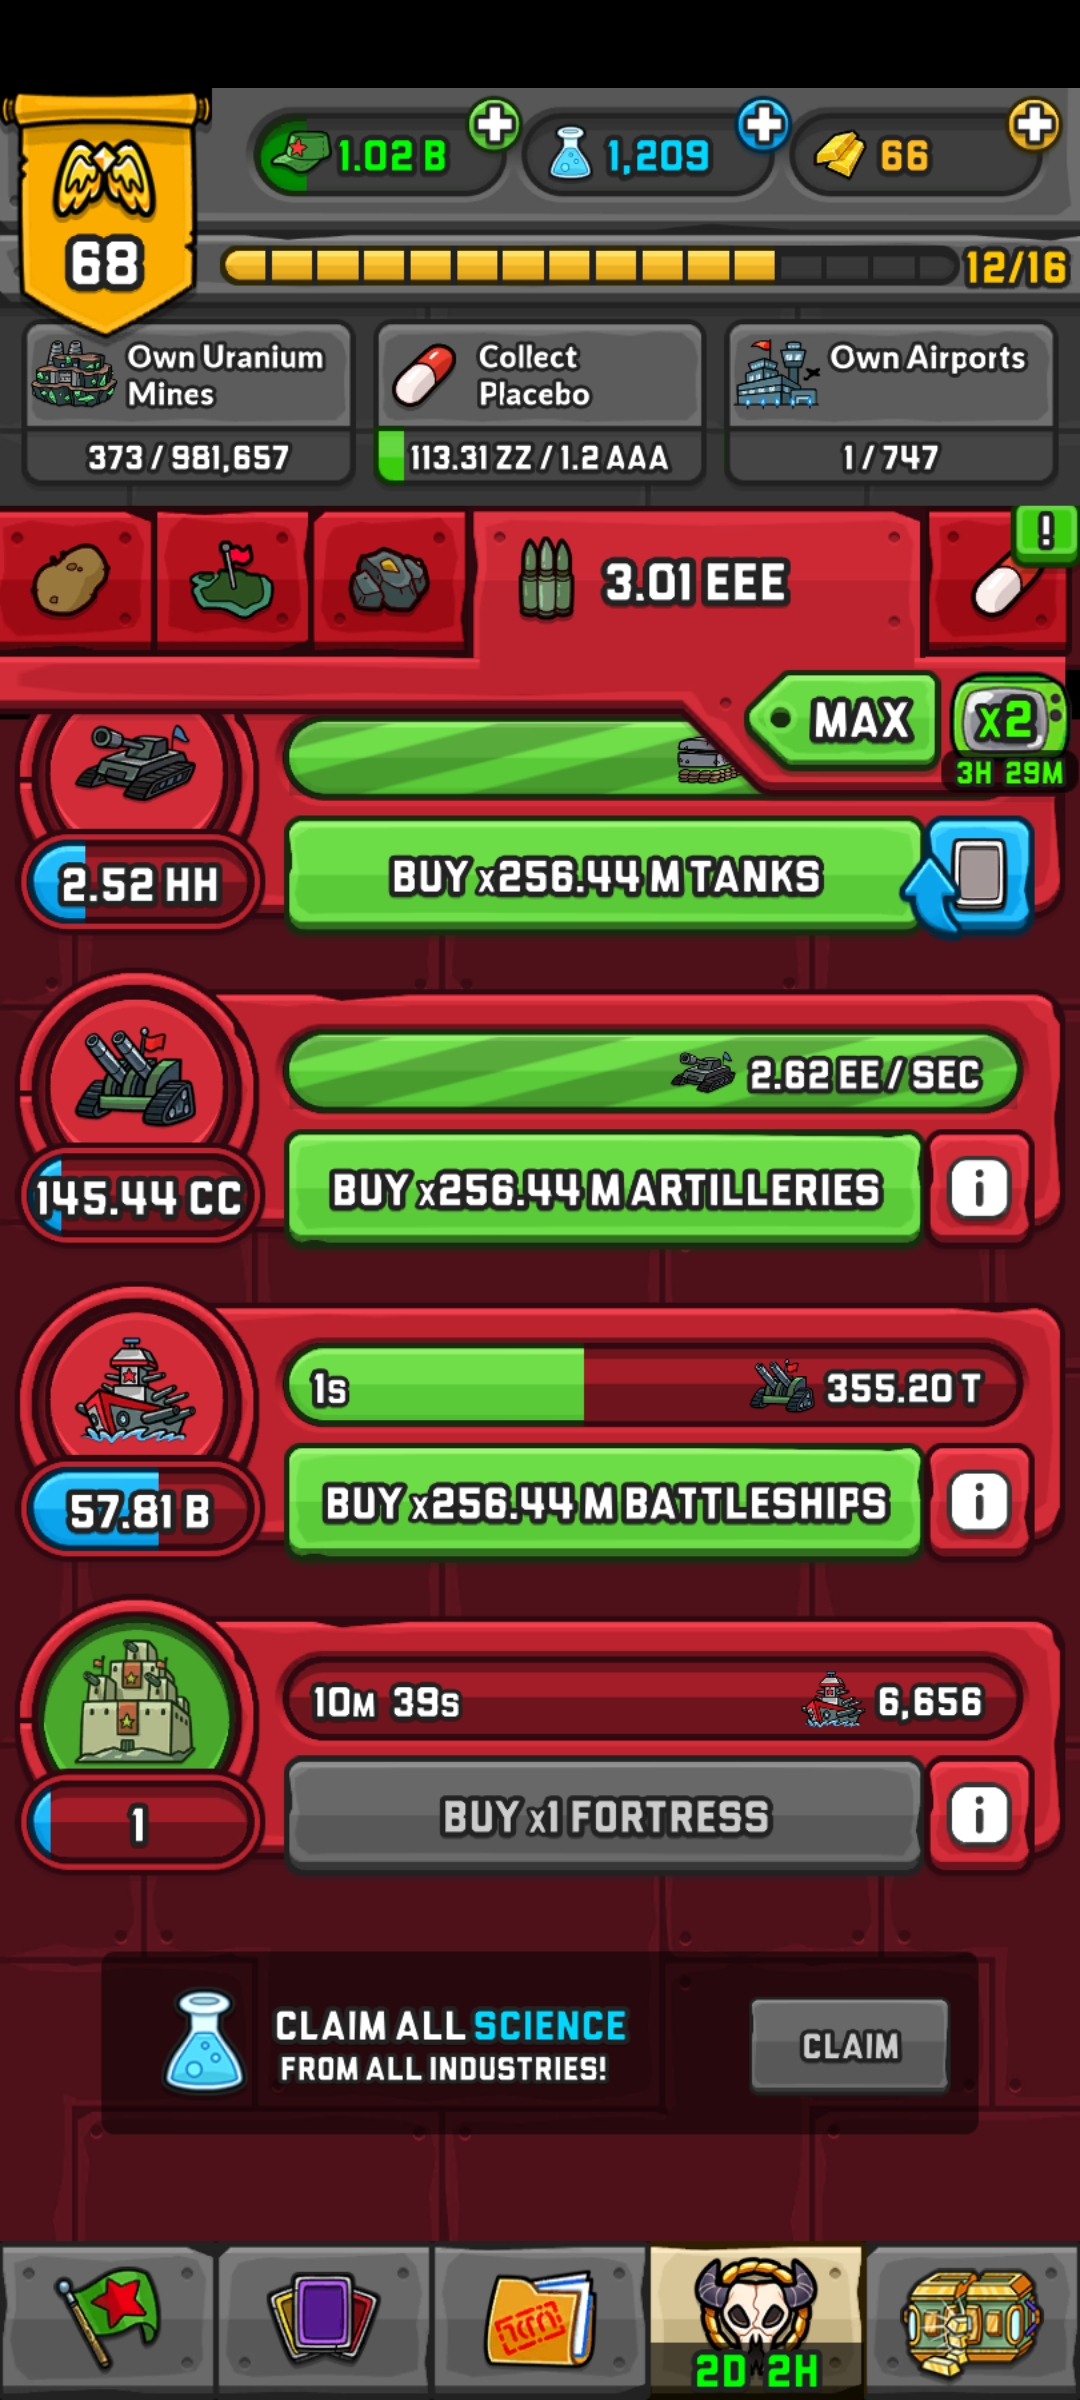 68
1.02 B
1,209
66
12/16
Own Uranium
Mines
373 / 981,657
Collect
Placebo
113.31 ZZ / 1.2 AAA
Own Airports
1 / 747
!
3.01 EEE
MAX
x2
3H 29M
2.52 HH
BUY x256.44 M TANKS
2.62 EE / SEC
145.44 CC
BUY x256.44 M ARTILLERIES
i
1s
355.20 T
57.81 B
BUY x256.44 M BATTLESHIPS
i
10M 39s
6,656
1
BUY x1 FORTRESS
i
CLAIM ALL SCIENCE
FROM ALL INDUSTRIES!
CLAIM
2D 2H